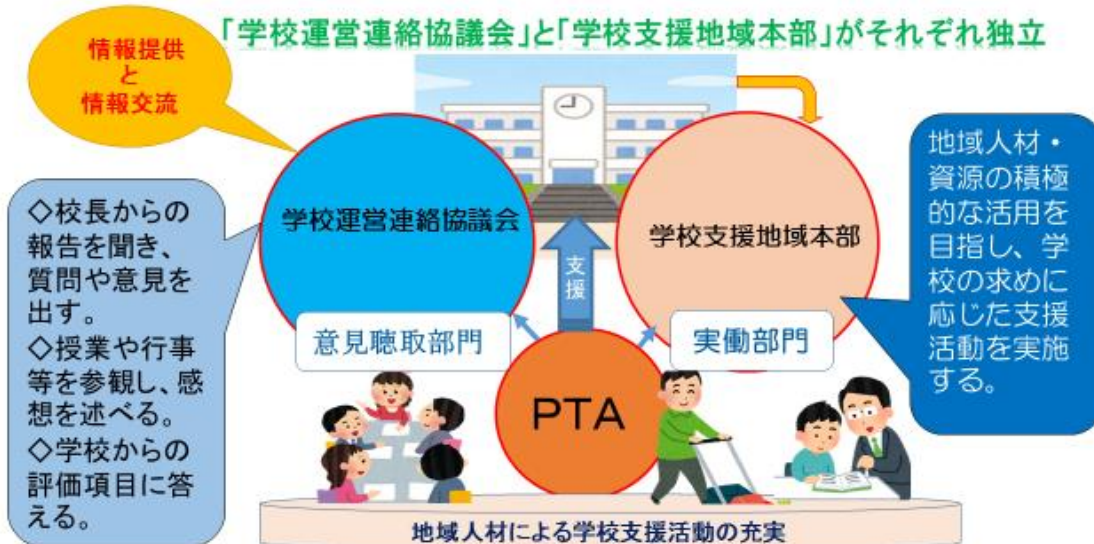 「学校運営連絡協議会」と「学校支援地域本部」がそれぞれ独立
情報提供
と
情報交流
◇校長からの
報告を聞き、
質問や意見を
出す。
◇授業や行事
等を参観し、感
想を述べる。
◇学校からの
評価項目に答
える。
学校運営連絡協議会
意見聴取部門
支援
PTA
学校支援地域本部
実働部門
地域人材・
資源の積極
的な活用を
目指し、学
校の求めに
応じた支援
活動を実施
する。
地域人材による学校支援活動の充実